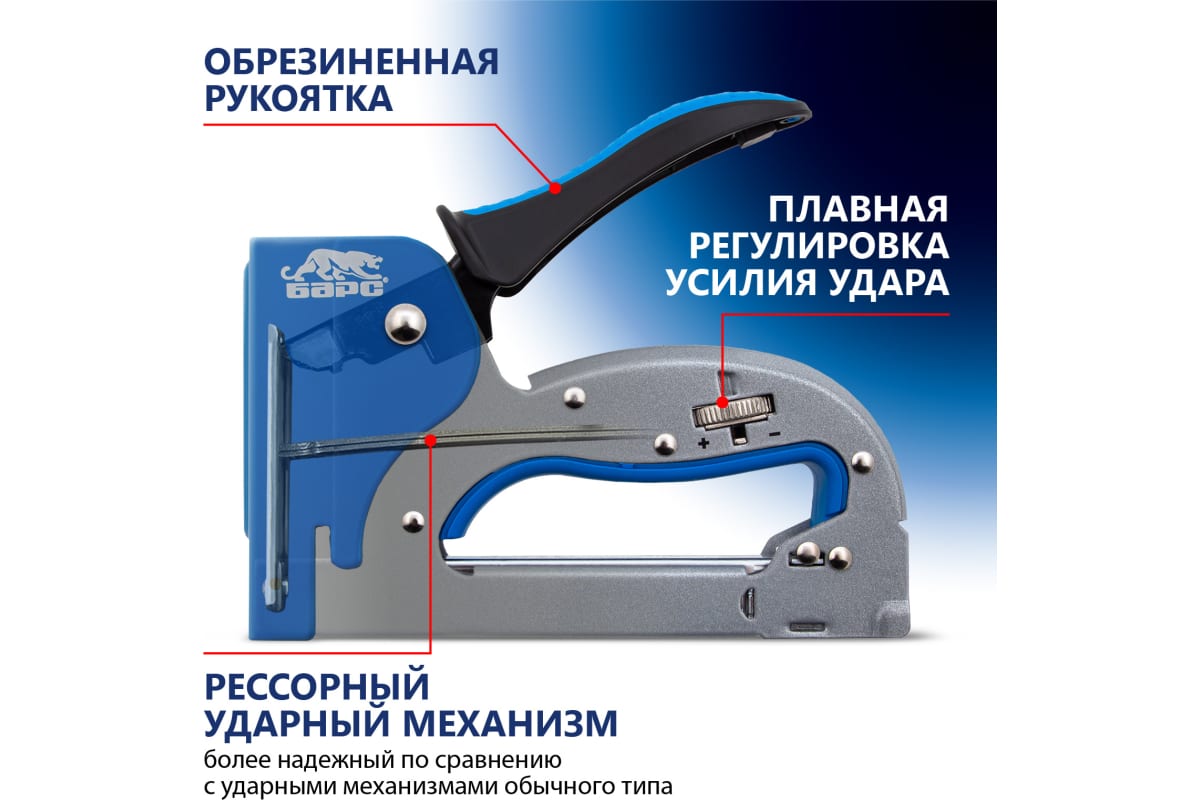 ОБРЕЗИНЕННАЯ
РУКОЯТКА
ПЛАВНАЯ
РЕГУЛИРОВКА
УСИЛИЯ УДАРА
БАРС®
+ -
РЕССОРНЫЙ
УДАРНЫЙ МЕХАНИЗМ
более надежный по сравнению
с ударными механизмами обычного типа